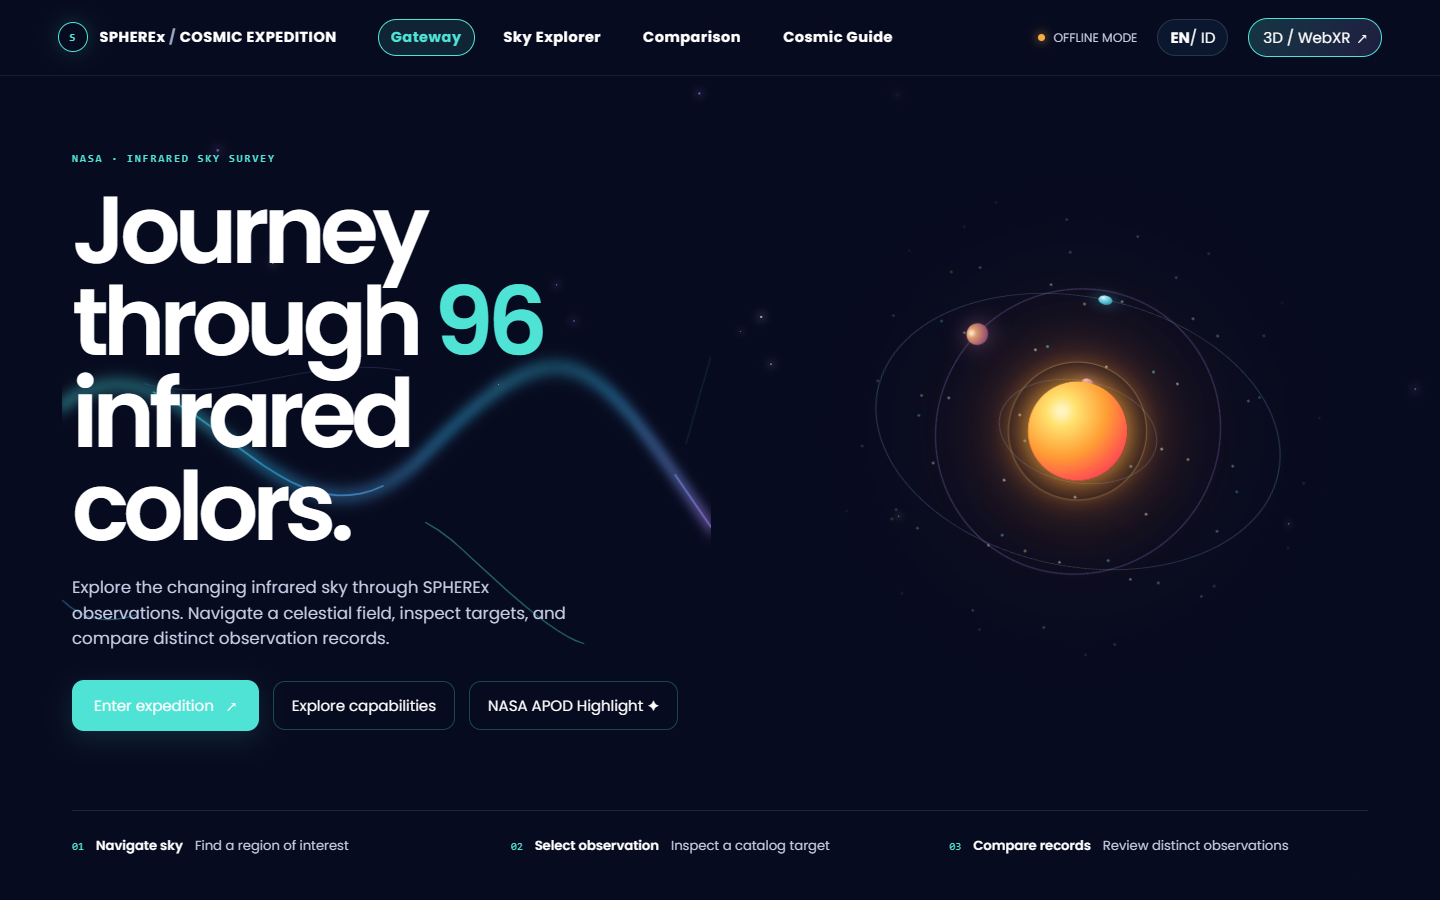 S SPHEREx / COSMIC EXPEDITION Gateway Sky Explorer Comparison Cosmic Guide OFFLINE MODE EN/ ID 3D / WebXR ↗
NASA · INFRARED SKY SURVEY
Journey
through 96
infrared
colors.
Explore the changing infrared sky through SPHEREx
observations. Navigate a celestial field, inspect targets, and
compare distinct observation records.
Enter expedition ↗ Explore capabilities NASA APOD Highlight ✦
01 Navigate sky Find a region of interest 02 Select observation Inspect a catalog target 03 Compare records Review distinct observations